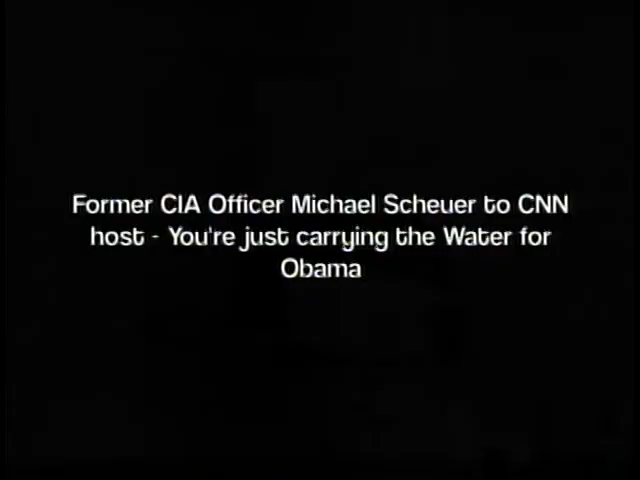 Former CIA Officer Michael Scheuer to CNN
host - You're just carrying the Water for
Obama